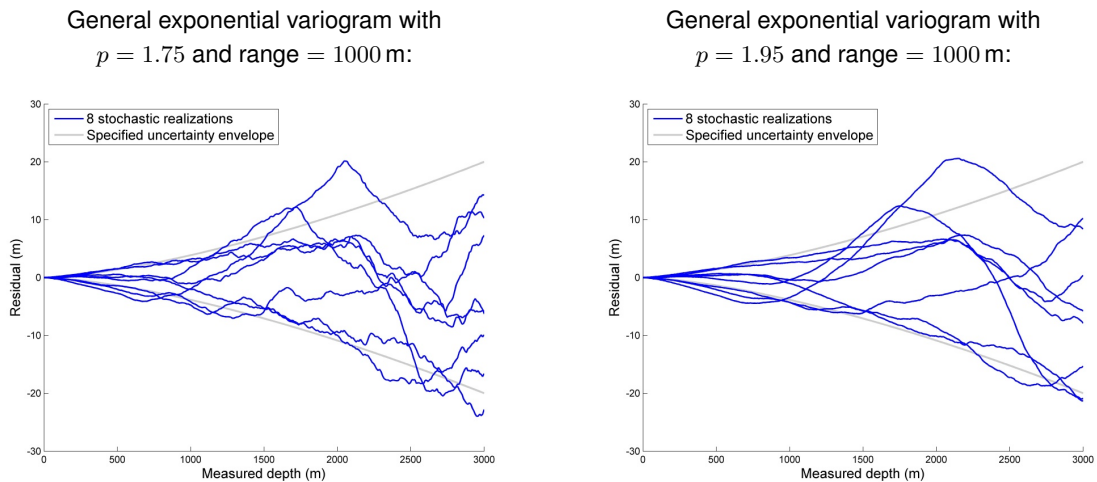 General exponential variogram with
p = 1.75 and range = 1000 m:
30
20
10
0
-10
-20
-30
Residual (m)
8 stochastic realizations
Specified uncertainty envelope
0 500 1000 1500 2000 2500 3000
Measured depth (m)
General exponential variogram with
p = 1.95 and range = 1000 m:
30
20
10
0
-10
-20
-30
Residual (m)
8 stochastic realizations
Specified uncertainty envelope
0 500 1000 1500 2000 2500 3000
Measured depth (m)